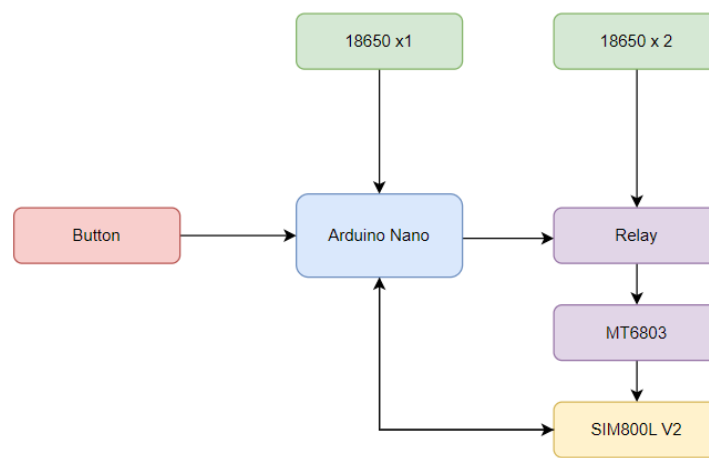 18650 x1
18650 x 2
Button
Arduino Nano
Relay
MT6803
SIM800L V2